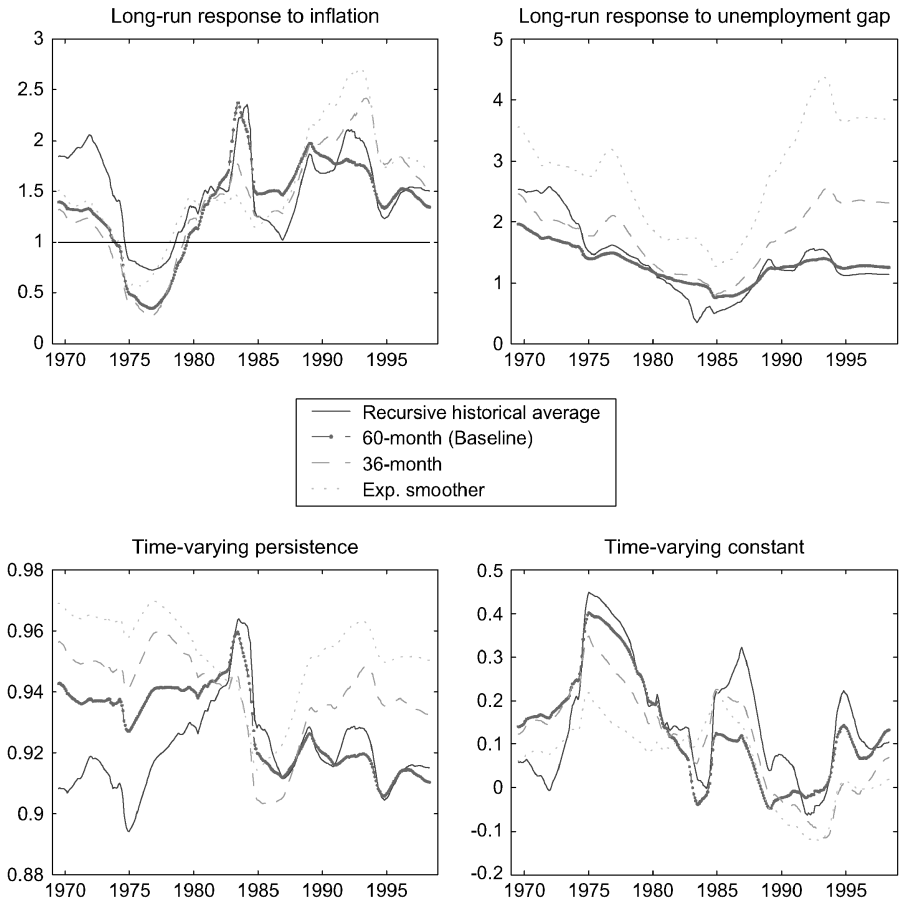 Long-run response to inflation
Long-run response to unemployment gap
3
2.5
2
1.5
1
0.5
0
1970 1975 1980 1985 1990 1995
5
4
3
2
1
0
1970 1975 1980 1985 1990 1995
Recursive historical average
60-month (Baseline)
36-month
Exp. smoother
Time-varying persistence
Time-varying constant
0.98
0.96
0.94
0.92
0.9
0.88
1970 1975 1980 1985 1990 1995
0.5
0.4
0.3
0.2
0.1
0
-0.1
-0.2
1970 1975 1980 1985 1990 1995